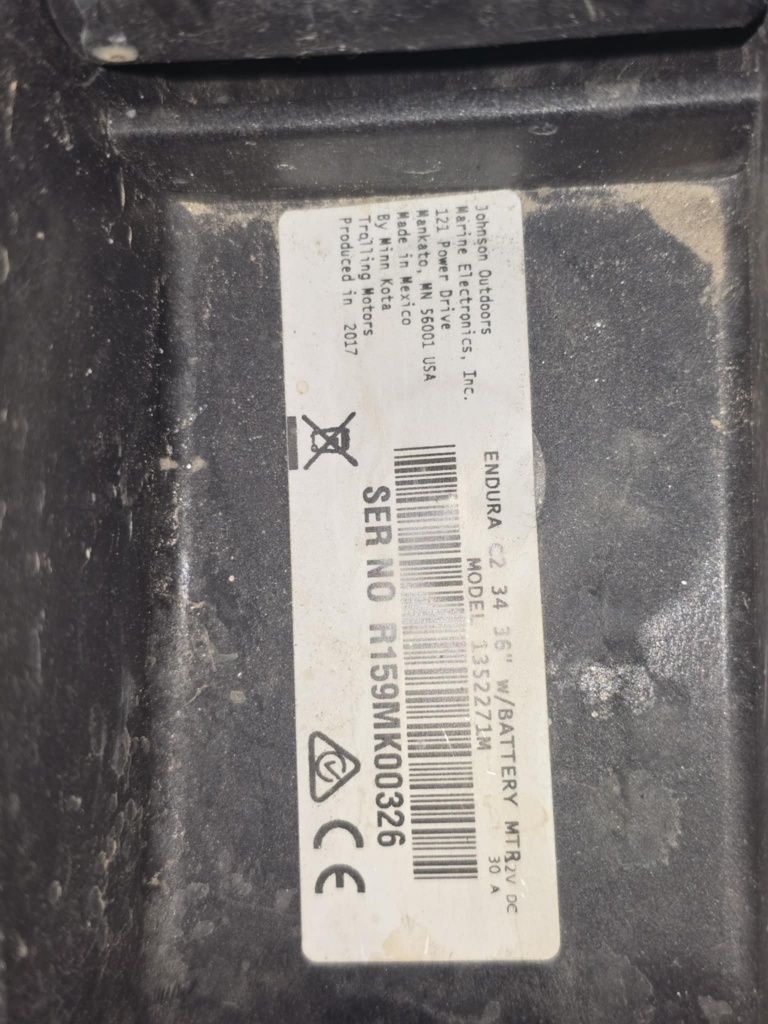 Johnson Outdoors
Marine Electronics, Inc.
121 Power Drive
Mankato, MN 56001 USA
Made in Mexico
By Minn Kota
Trolling Motors
Produced in 2017
ENDURA C2 34 36" W/BATTERY MTR
12V DC
MODEL 1352271M
30 A
SER NO R159MK00326
CE